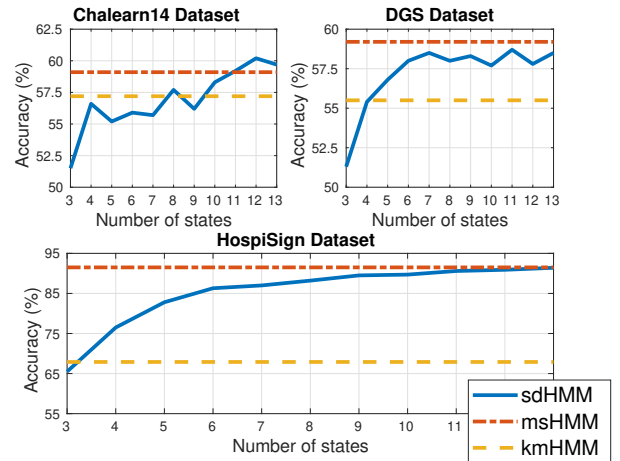 Chalearn14 Dataset
DGS Dataset
Accuracy (%)
62.5
60
57.5
55
52.5
50
3 4 5 6 7 8 9 10 11 12 13
Number of states
Accuracy (%)
60
57.5
55
52.5
50
3 4 5 6 7 8 9 10 11 12 13
Number of states
HospiSign Dataset
Accuracy (%)
95
85
75
65
55
3 4 5 6 7 8 9 10 11
Number of states
sdHMM
msHMM
kmHMM